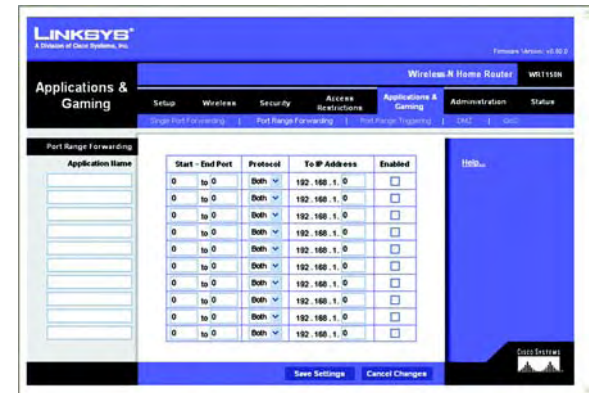 LINKSYS®
A Division of Cisco Systems, Inc.
Wireless-N Home Router WRT150N
Applications & Gaming
Setup Wireless Security Access Restrictions Applications & Gaming Administration Status
Single Port Forwarding | Port Range Forwarding | Port Range Triggering | DMZ | QoS
Port Range Forwarding
Application Name
Start - End Port Protocol To IP Address Enabled
0 to 0 Both 192.168.1. 0
0 to 0 Both 192.168.1. 0
0 to 0 Both 192.168.1. 0
0 to 0 Both 192.168.1. 0
0 to 0 Both 192.168.1. 0
0 to 0 Both 192.168.1. 0
0 to 0 Both 192.168.1. 0
0 to 0 Both 192.168.1. 0
0 to 0 Both 192.168.1. 0
0 to 0 Both 192.168.1. 0
Help...
Save Settings Cancel Changes
CISCO SYSTEMS